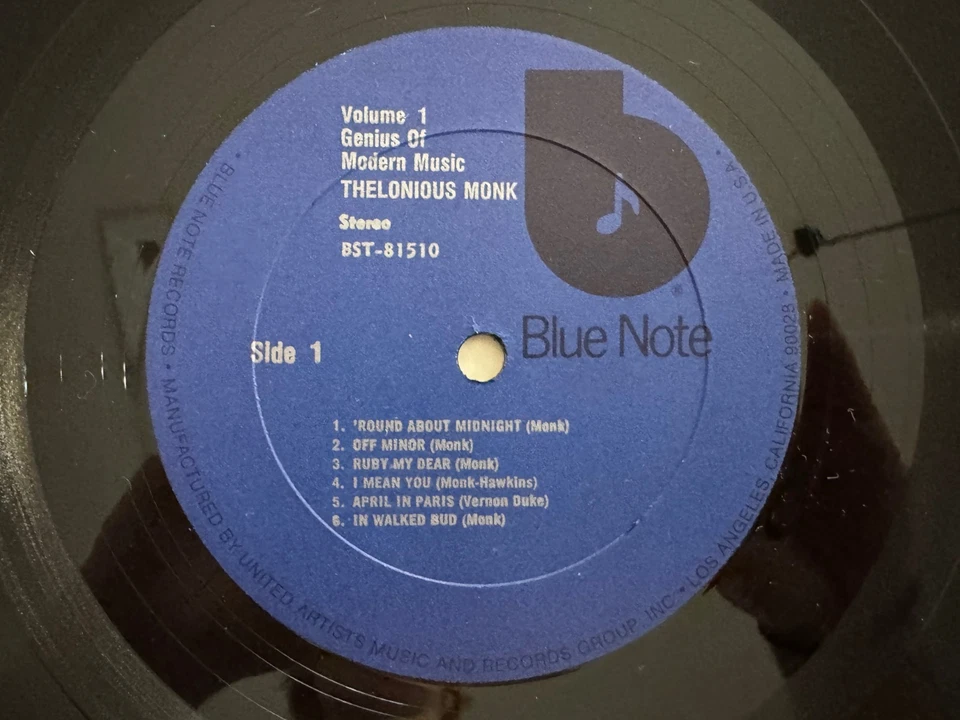 Volume 1
Genius Of
Modern Music
THELONIOUS MONK
Stereo
BST-81510
Blue Note
Side 1
1. 'ROUND ABOUT MIDNIGHT (Monk)
2. OFF MINOR (Monk)
3. RUBY MY DEAR (Monk)
4. I MEAN YOU (Monk-Hawkins)
5. APRIL IN PARIS (Vernon Duke)
6. IN WALKED BUD (Monk)
• BLUE NOTE RECORDS • MANUFACTURED BY UNITED ARTISTS MUSIC AND RECORDS GROUP, INC. • LOS ANGELES, CALIFORNIA 90028 • MADE IN U.S.A.